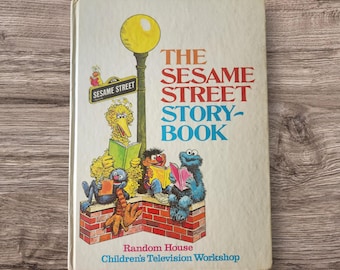 SESAME STREET
THE
SESAME
STREET
STORY-
BOOK
Random House
Children's Television Workshop